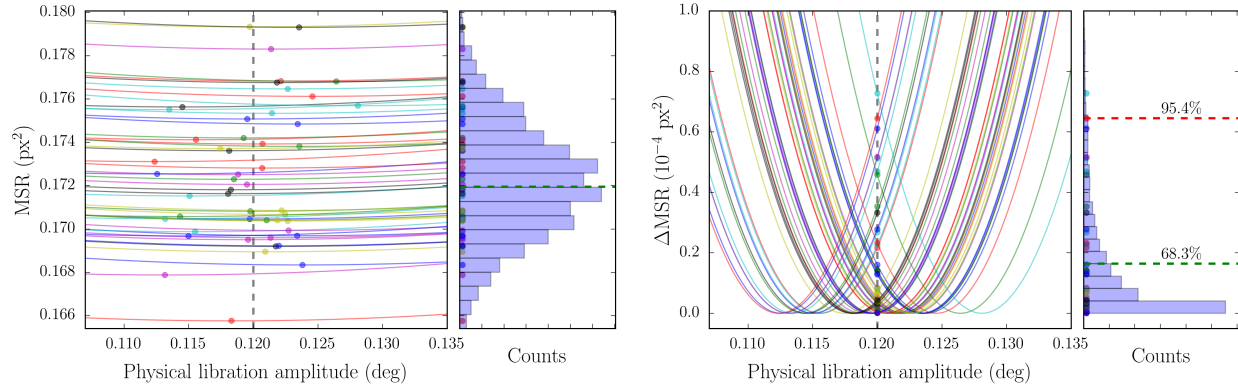 0.180
0.178
0.176
0.174
0.172
0.170
0.168
0.166
MSR (px²)
0.110 0.115 0.120 0.125 0.130 0.135
Physical libration amplitude (deg)
Counts
1.0
0.8
0.6
0.4
0.2
0.0
ΔMSR (10⁻⁴ px²)
0.110 0.115 0.120 0.125 0.130 0.135
Physical libration amplitude (deg)
95.4%
68.3%
Counts